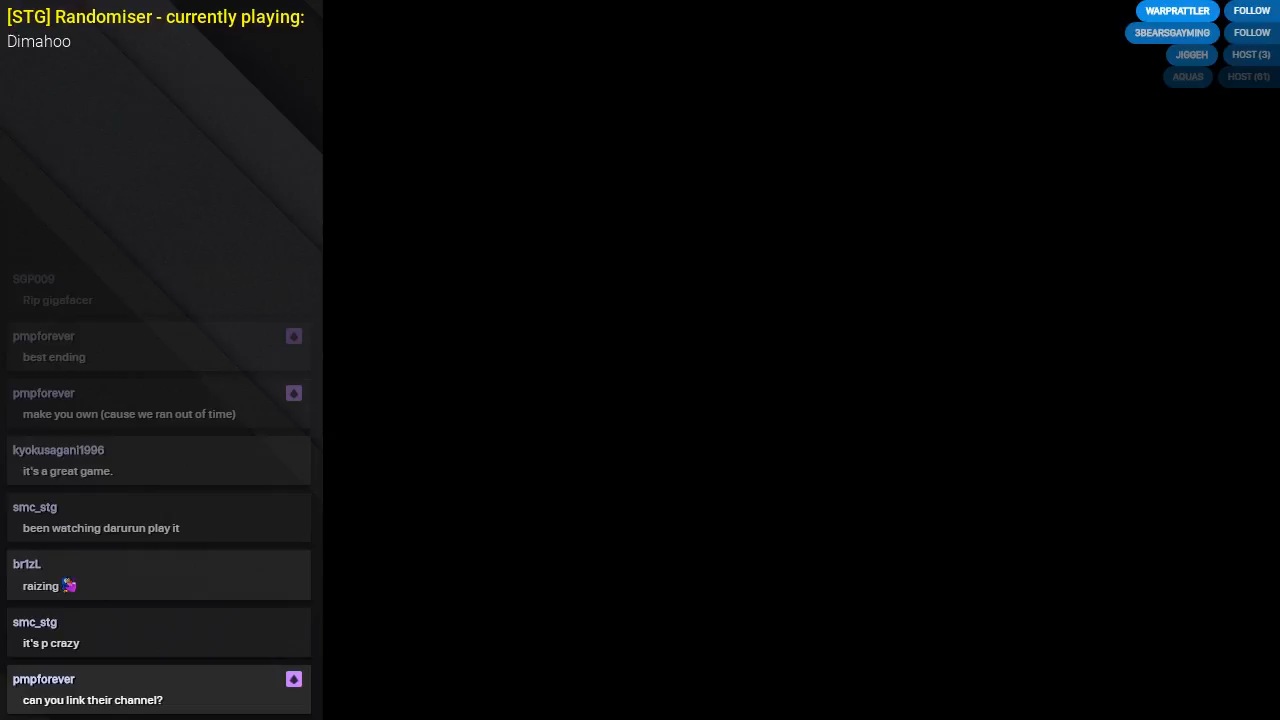 [STG] Randomiser - currently playing:
Dimahoo
WARPRATTLER FOLLOW
3BEARSGAYMING FOLLOW
JIGGEH HOST (3)
AQUAS HOST (61)
SGP009
Rip gigafacer
pmpforever
best ending
pmpforever
make you own (cause we ran out of time)
kyokusagani1996
it's a great game.
smc_stg
been watching darurun play it
br1zL
raizing
smc_stg
it's p crazy
pmpforever
can you link their channel?